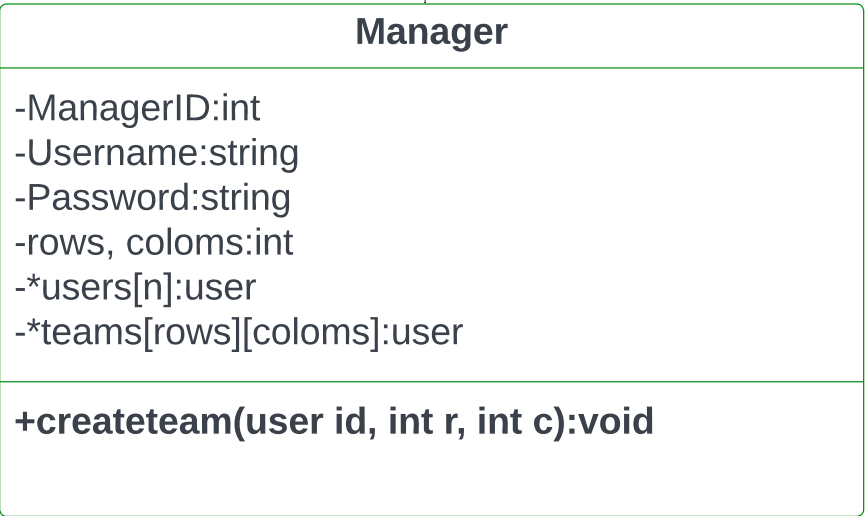 Manager
-ManagerID:int
-Username:string
-Password:string
-rows, coloms:int
-*users[n]:user
-*teams[rows][coloms]:user
+createteam(user id, int r, int c):void